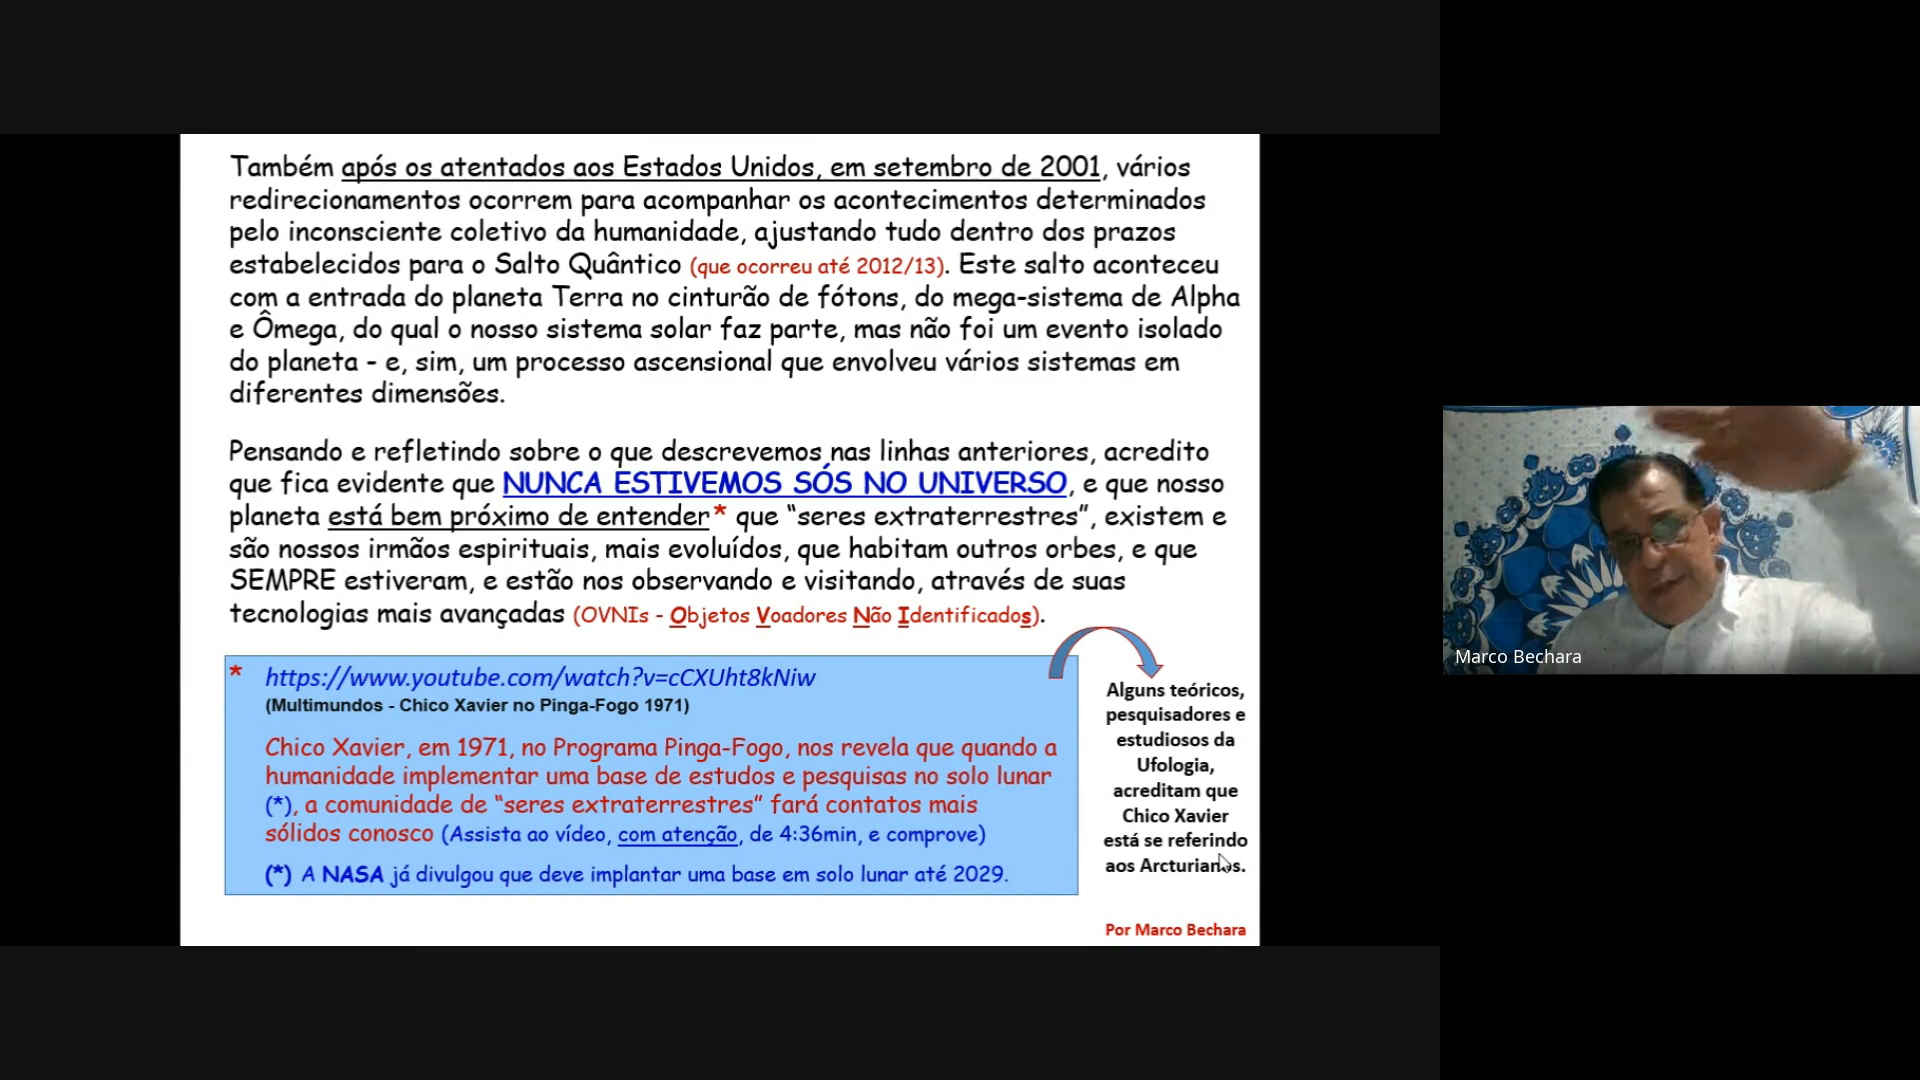 Também após os atentados aos Estados Unidos, em setembro de 2001, vários
redirecionamentos ocorrem para acompanhar os acontecimentos determinados
pelo inconsciente coletivo da humanidade, ajustando tudo dentro dos prazos
estabelecidos para o Salto Quântico (que ocorreu até 2012/13). Este salto aconteceu
com a entrada do planeta Terra no cinturão de fótons, do mega-sistema de Alpha
e Ômega, do qual o nosso sistema solar faz parte, mas não foi um evento isolado
do planeta - e, sim, um processo ascensional que envolveu vários sistemas em
diferentes dimensões.
Pensando e refletindo sobre o que descrevemos nas linhas anteriores, acredito
que fica evidente que NUNCA ESTIVEMOS SÓS NO UNIVERSO, e que nosso
planeta está bem próximo de entender* que “seres extraterrestres”, existem e
são nossos irmãos espirituais, mais evoluídos, que habitam outros orbes, e que
SEMPRE estiveram, e estão nos observando e visitando, através de suas
tecnologias mais avançadas (OVNIs - Objetos Voadores Não Identificados).
* https://www.youtube.com/watch?v=cCXUht8kNiw
(Multimundos - Chico Xavier no Pinga-Fogo 1971)
Chico Xavier, em 1971, no Programa Pinga-Fogo, nos revela que quando a
humanidade implementar uma base de estudos e pesquisas no solo lunar
(*), a comunidade de “seres extraterrestres” fará contatos mais
sólidos conosco (Assista ao vídeo, com atenção, de 4:36min, e comprove)
(*) A NASA já divulgou que deve implantar uma base em solo lunar até 2029.
Alguns teóricos,
pesquisadores e
estudiosos da
Ufologia,
acreditam que
Chico Xavier
está se referindo
aos Arcturianos.
Por Marco Bechara
Marco Bechara